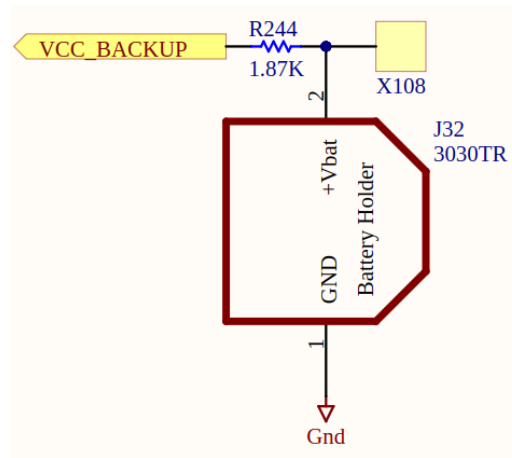 R244
VCC_BACKUP
1.87K
X108
2
J32
3030TR
+Vbat
Battery Holder
GND
1
Gnd